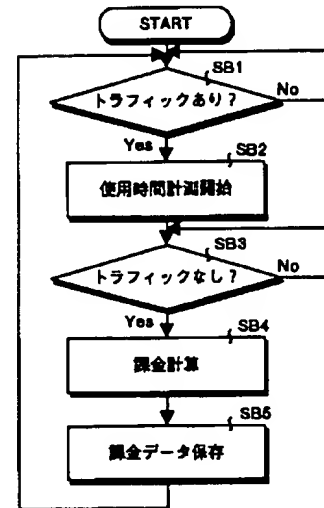 START
SB1
トラフィックあり？
No
Yes
SB2
使用時間計測開始
SB3
トラフィックなし？
No
Yes
SB4
課金計算
SB5
課金データ保存